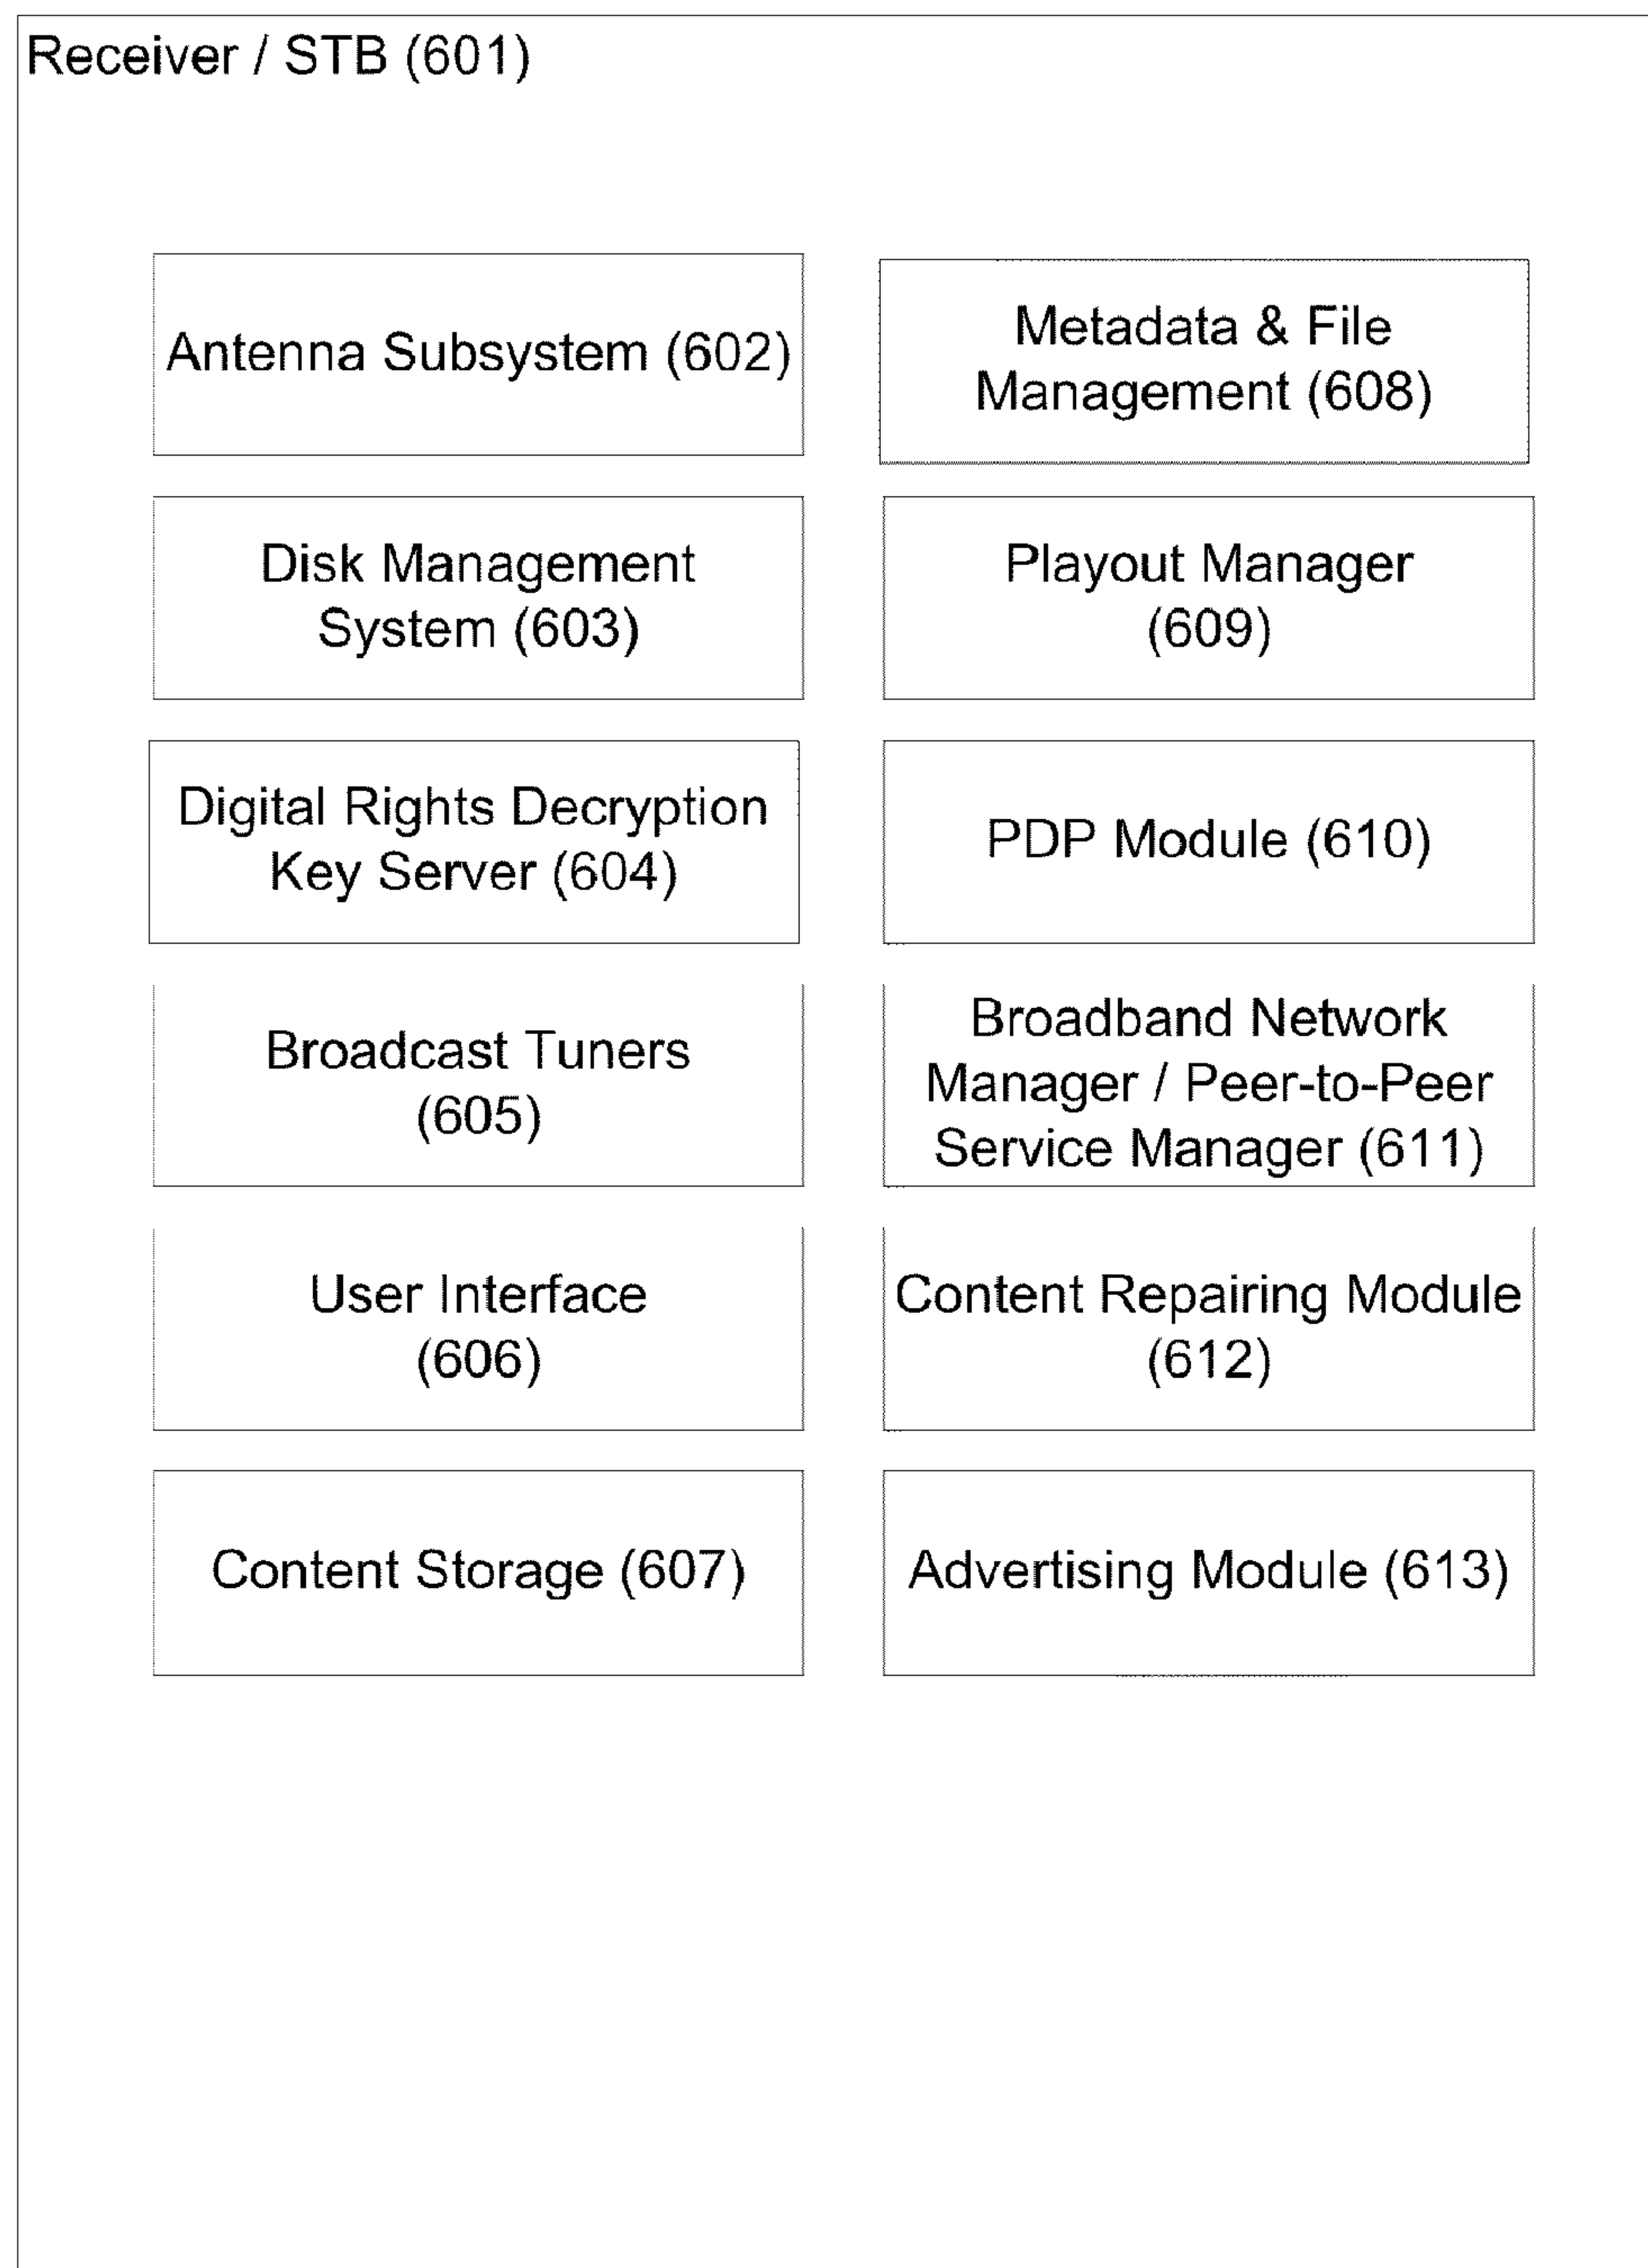 Receiver / STB (601)
Antenna Subsystem (602)
Disk Management
System (603)
Digital Rights Decryption
Key Server (604)
Broadcast Tuners
(605)
User Interface
(606)
Content Storage (607)
Metadata & File
Management (608)
Playout Manager
(609)
PDP Module (610)
Broadband Network
Manager / Peer-to-Peer
Service Manager (611)
Content Repairing Module
(612)
Advertising Module (613)